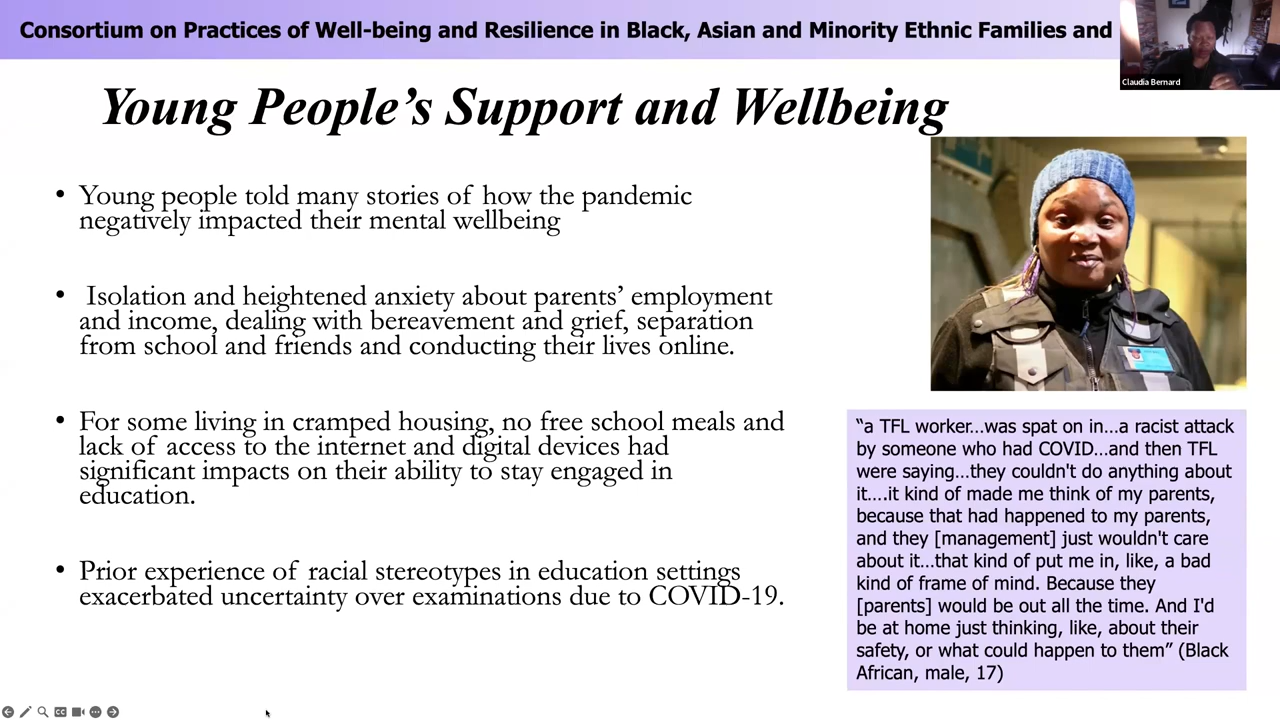 Consortium on Practices of Well-being and Resilience in Black, Asian and Minority Ethnic Families and
Claudia Bernard
Young People’s Support and Wellbeing
• Young people told many stories of how the pandemic
negatively impacted their mental wellbeing
• Isolation and heightened anxiety about parents’ employment
and income, dealing with bereavement and grief, separation
from school and friends and conducting their lives online.
• For some living in cramped housing, no free school meals and
lack of access to the internet and digital devices had
significant impacts on their ability to stay engaged in
education.
• Prior experience of racial stereotypes in education settings
exacerbated uncertainty over examinations due to COVID-19.
“a TFL worker…was spat on in…a racist attack
by someone who had COVID…and then TFL
were saying…they couldn't do anything about
it….it kind of made me think of my parents,
because that had happened to my parents,
and they [management] just wouldn't care
about it…that kind of put me in, like, a bad
kind of frame of mind. Because they
[parents] would be out all the time. And I'd
be at home just thinking, like, about their
safety, or what could happen to them” (Black
African, male, 17)